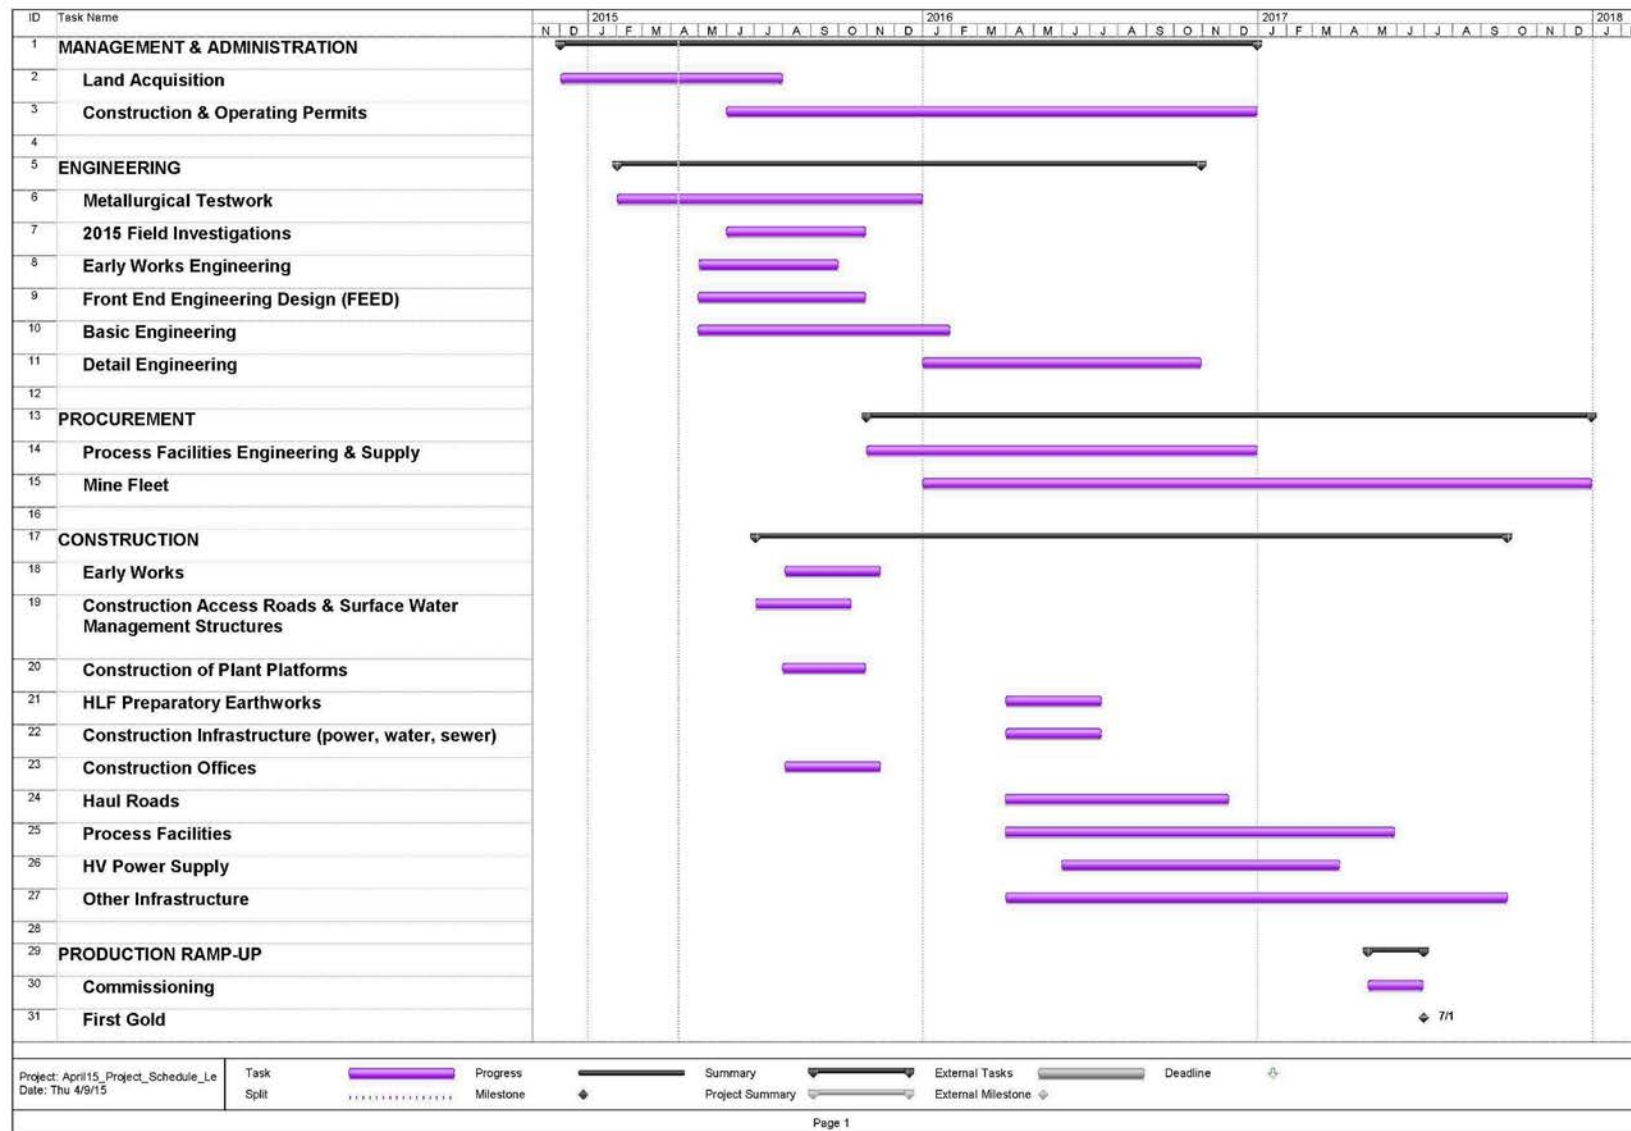 ID Task Name 2015 2016 2017 2018
N D J F M A M J J A S O N D J F M A M J J A S O N D J F M A M J J A S O N D J
1 MANAGEMENT & ADMINISTRATION
2 Land Acquisition
3 Construction & Operating Permits
4
5 ENGINEERING
6 Metallurgical Testwork
7 2015 Field Investigations
8 Early Works Engineering
9 Front End Engineering Design (FEED)
10 Basic Engineering
11 Detail Engineering
12
13 PROCUREMENT
14 Process Facilities Engineering & Supply
15 Mine Fleet
16
17 CONSTRUCTION
18 Early Works
19 Construction Access Roads & Surface Water
Management Structures
20 Construction of Plant Platforms
21 HLF Preparatory Earthworks
22 Construction Infrastructure (power, water, sewer)
23 Construction Offices
24 Haul Roads
25 Process Facilities
26 HV Power Supply
27 Other Infrastructure
28
29 PRODUCTION RAMP-UP
30 Commissioning
31 First Gold 7/1
Project: April15_Project_Schedule_Le
Date: Thu 4/9/15
Task Progress Summary External Tasks Deadline
Split Milestone Project Summary External Milestone
Page 1